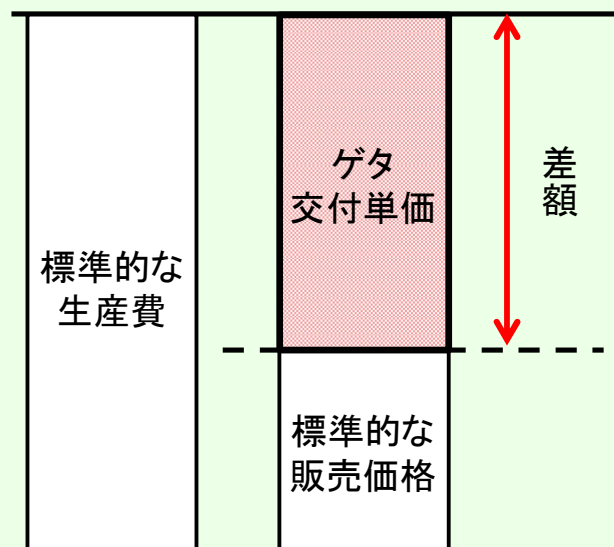 標準的な
生産費
ゲタ
交付単価
標準的な
販売価格
差額